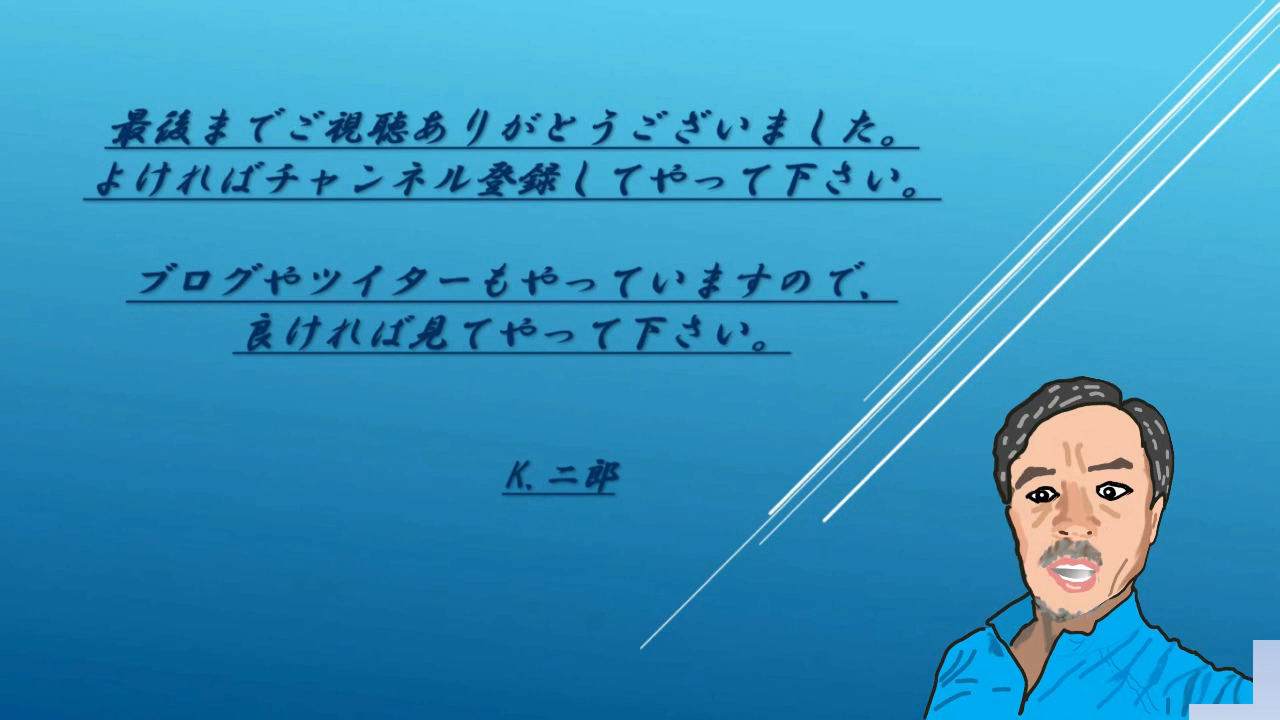 最後までご視聴ありがとうございました。
よければチャンネル登録してやって下さい。
ブログやツイターもやっていますので、
良ければ見てやって下さい。
K. 二郎